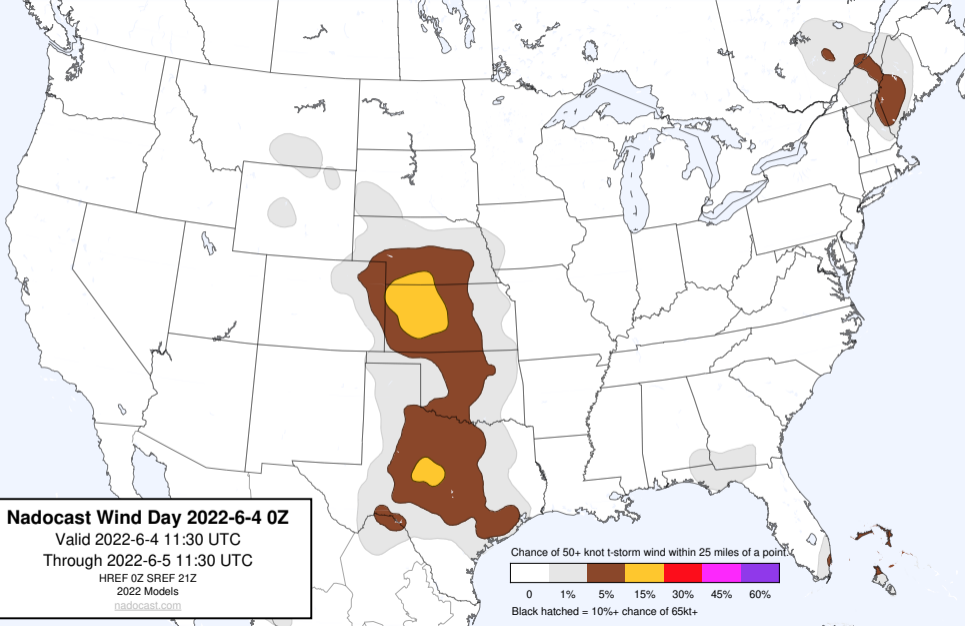 Nadocast Wind Day 2022-6-4 0Z
Valid 2022-6-4 11:30 UTC
Through 2022-6-5 11:30 UTC
HREF 0Z SREF 21Z
2022 Models
nadocast.com
Chance of 50+ knot t-storm wind within 25 miles of a point.
0 1% 5% 15% 30% 45% 60%
Black hatched = 10%+ chance of 65kt+